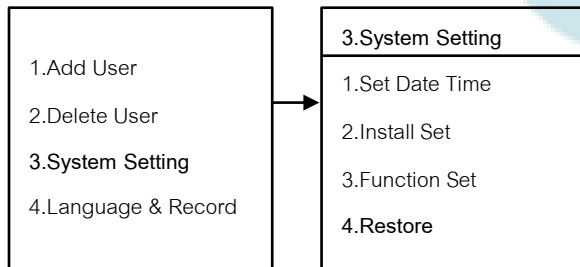 1.Add User
2.Delete User
3.System Setting
4.Language & Record
3.System Setting
1.Set Date Time
2.Install Set
3.Function Set
4.Restore